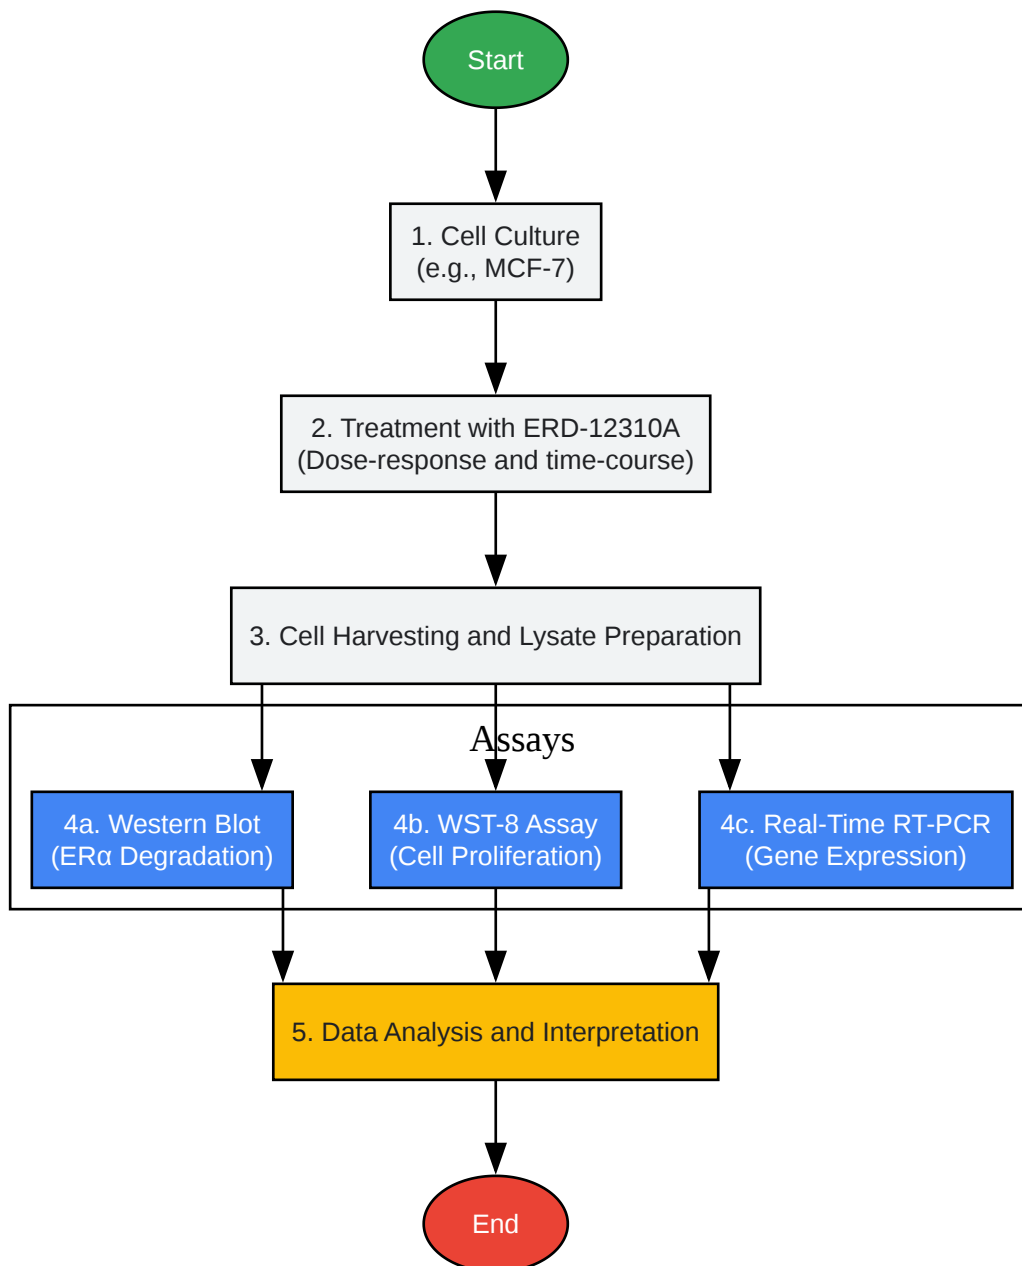 Start
1. Cell Culture
(e.g., MCF-7)
2. Treatment with ERD-12310A
(Dose-response and time-course)
3. Cell Harvesting and Lysate Preparation
Assays
4a. Western Blot
(ERα Degradation)
4b. WST-8 Assay
(Cell Proliferation)
4c. Real-Time RT-PCR
(Gene Expression)
5. Data Analysis and Interpretation
End